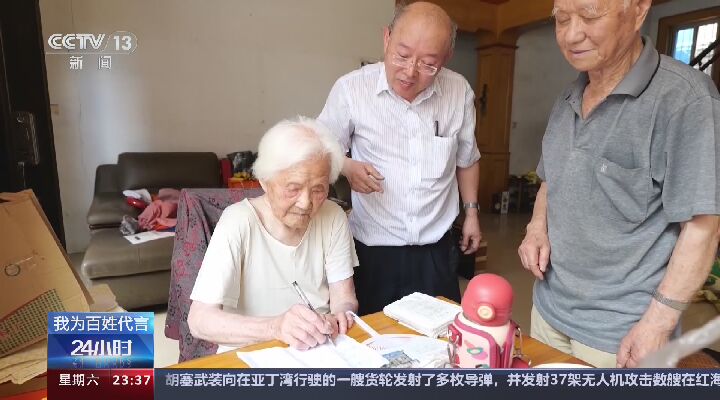 CCTV 13
新闻
我为百姓代言
24小时
星期六 23:37
胡塞武装向在亚丁湾行驶的一艘货轮发射了多枚导弹，并发射37架无人机攻击数艘在红海